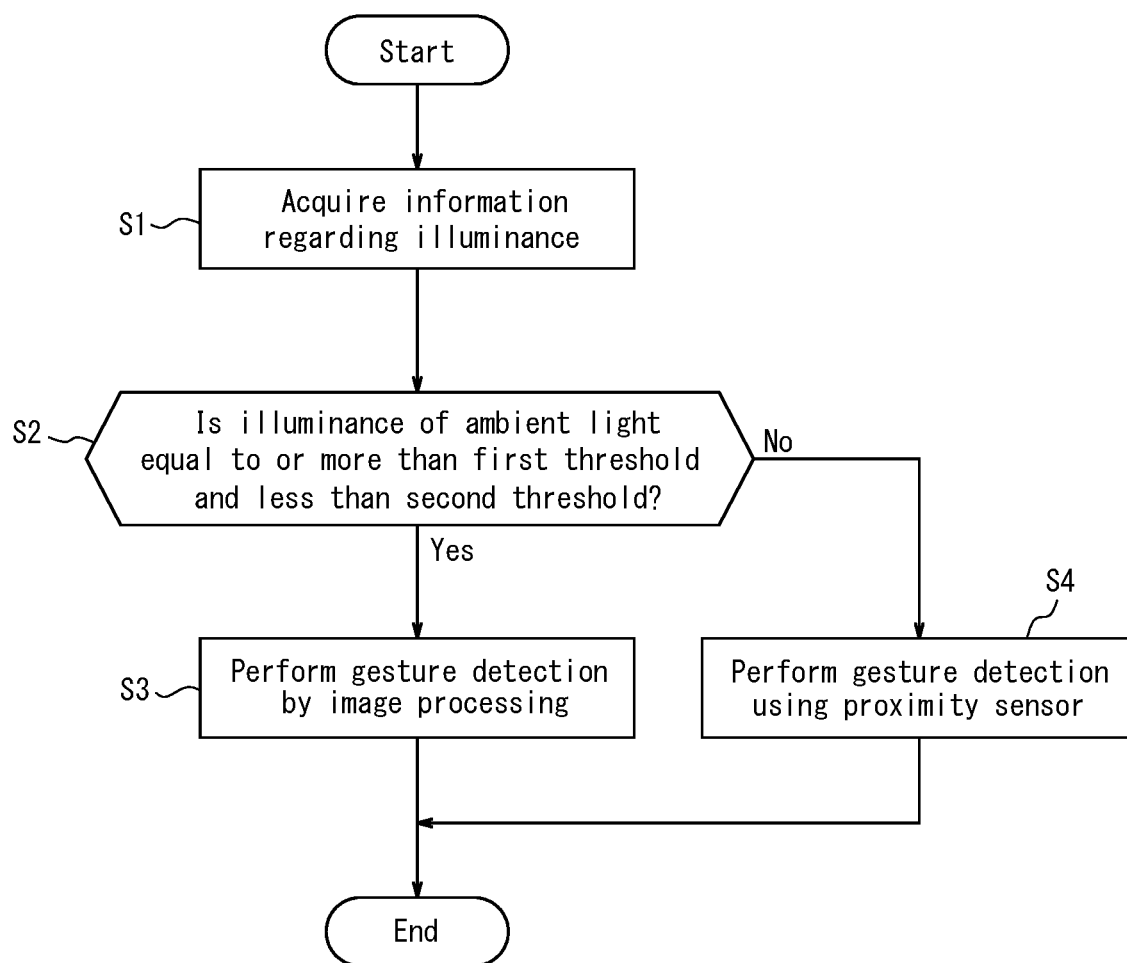 Start
S1
Acquire information
regarding illuminance
S2
Is illuminance of ambient light
equal to or more than first threshold
and less than second threshold?
No
Yes
S4
S3
Perform gesture detection
by image processing
Perform gesture detection
using proximity sensor
End